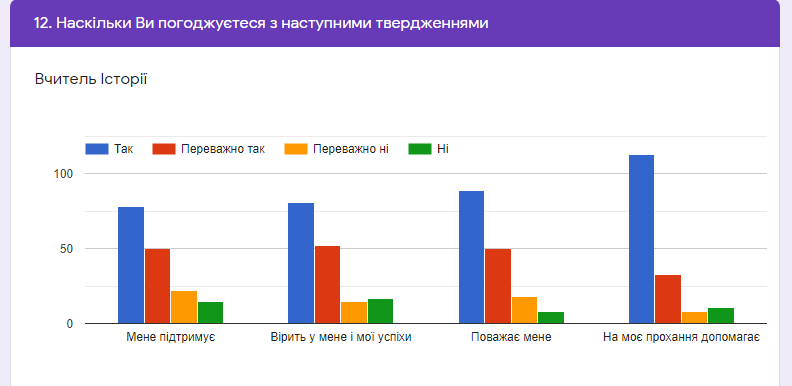 12. Наскільки Ви погоджуєтеся з наступними твердженнями
Вчитель Історії
Так Переважно так Переважно ні Ні
100
50
0
Мене підтримує Вірить у мене і мої успіхи Поважає мене На моє прохання допомагає